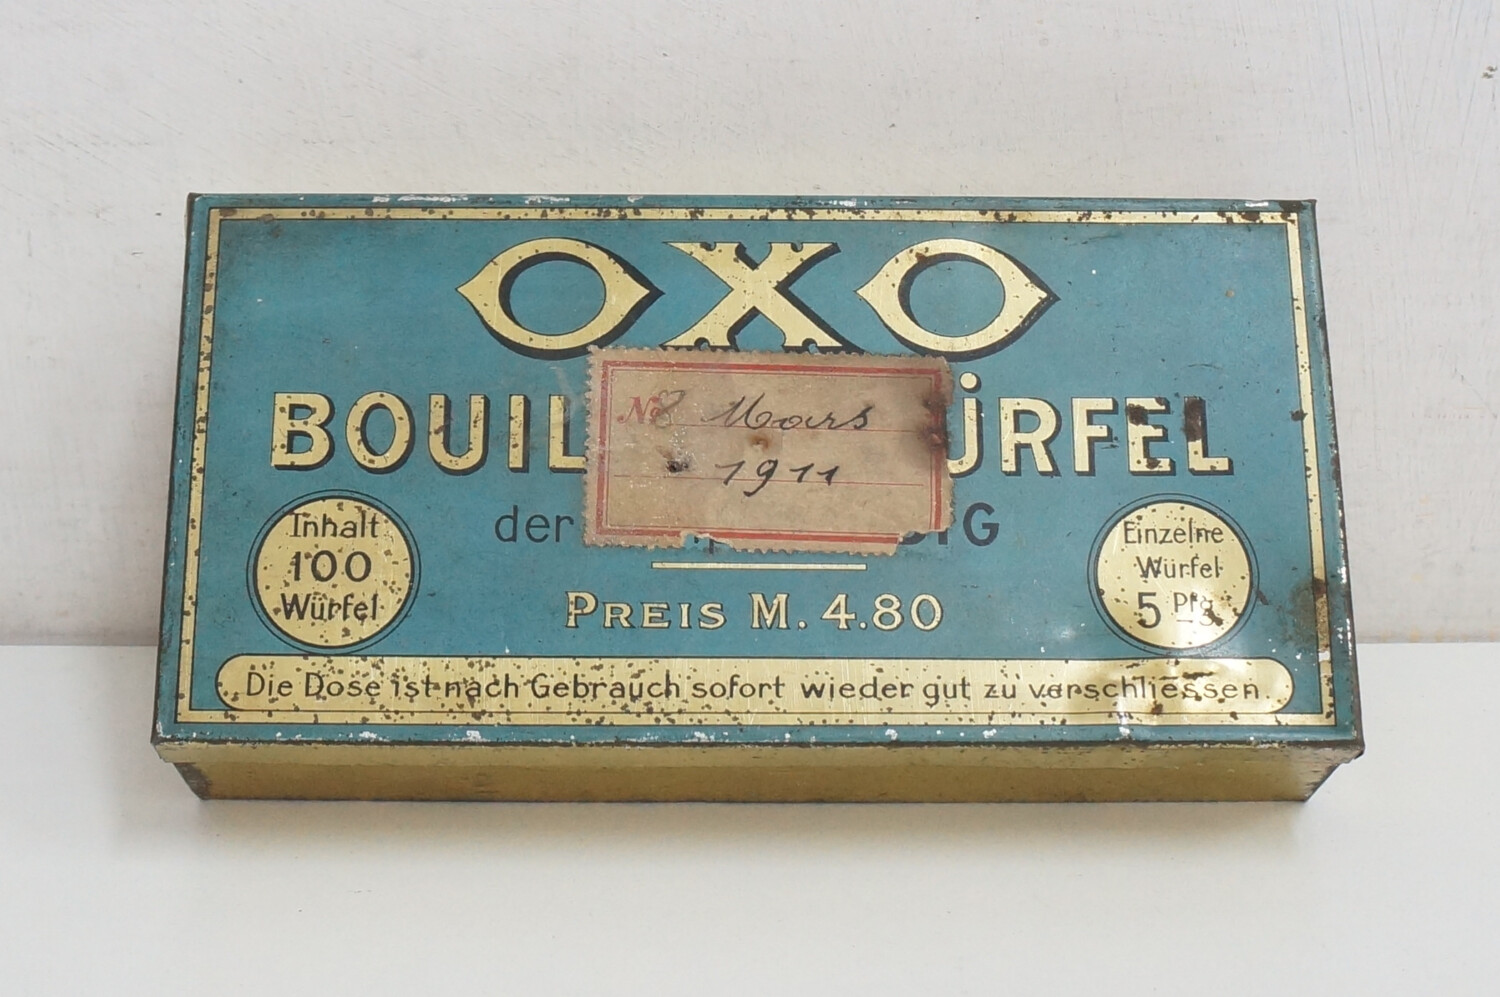 OXO
BOUIL
ÜRFEL
No 8 Mars
1911
der
IG
PREIS M. 4.80
Inhalt
100
Würfel
Einzelne
Würfel
5 Pfg
Die Dose ist nach Gebrauch sofort wieder gut zu verschliessen.